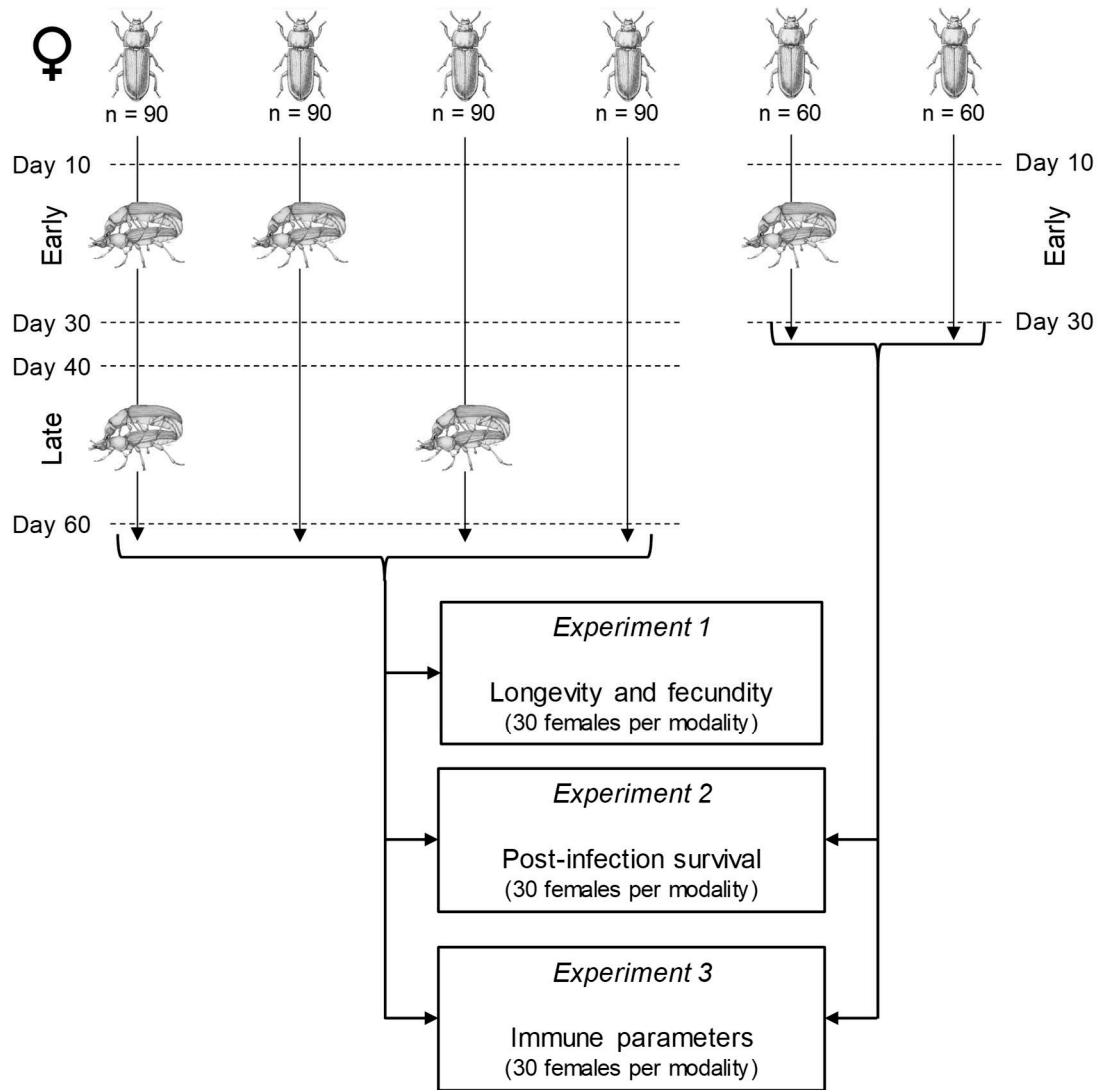 ♀
n = 90
n = 90
n = 90
n = 90
n = 60
n = 60
Day 10
Day 10
Early
Early
Day 30
Day 30
Day 40
Late
Day 60
Experiment 1
Longevity and fecundity
(30 females per modality)
Experiment 2
Post-infection survival
(30 females per modality)
Experiment 3
Immune parameters
(30 females per modality)